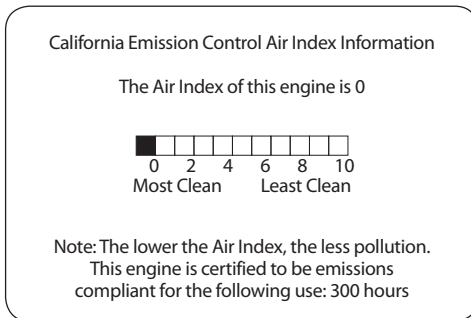 California Emission Control Air Index Information
The Air Index of this engine is 0
0 2 4 6 8 10
Most Clean Least Clean
Note: The lower the Air Index, the less pollution.
This engine is certified to be emissions
compliant for the following use: 300 hours